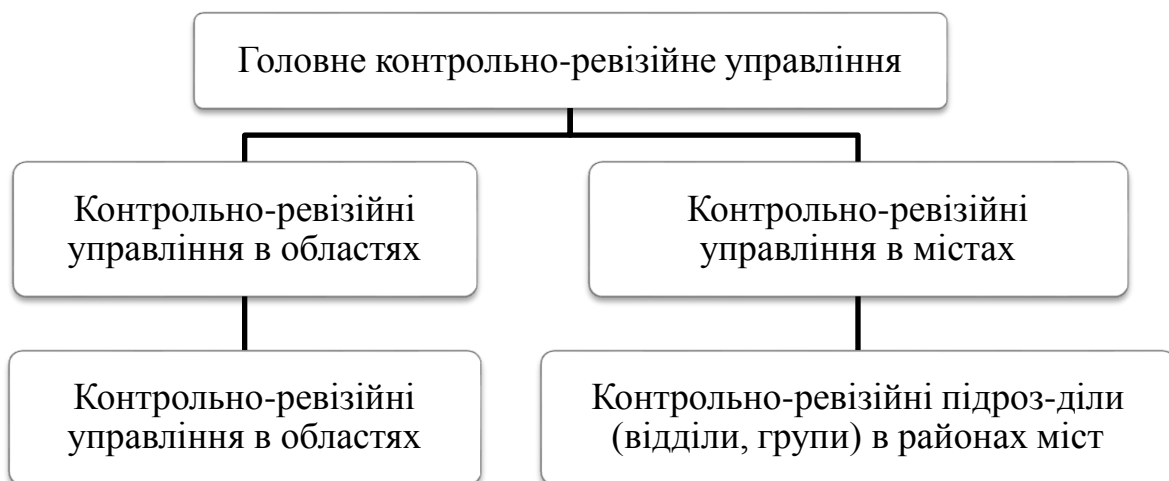 Головне контрольно-ревізійне управління
Контрольно-ревізійні
управління в областях
Контрольно-ревізійні
управління в містах
Контрольно-ревізійні
управління в областях
Контрольно-ревізійні підроз-діли
(відділи, групи) в районах міст